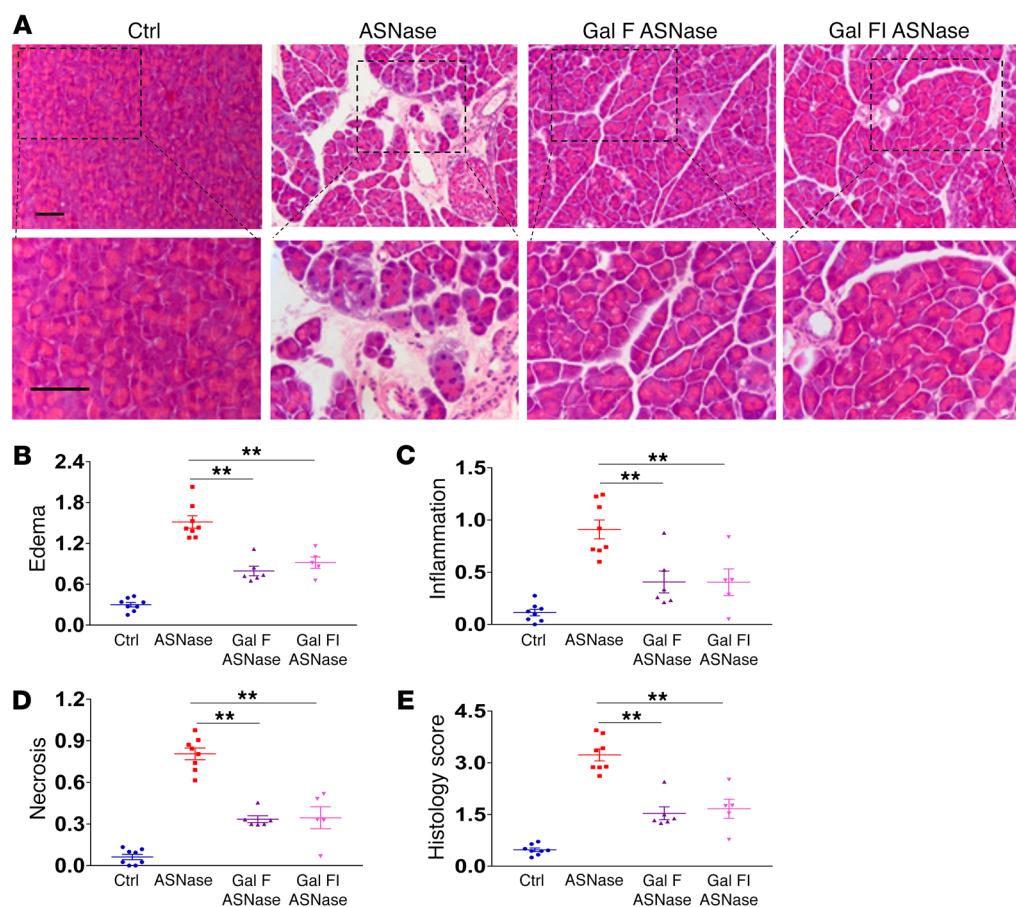 A
Ctrl
ASNase
Gal F ASNase
Gal FI ASNase
B
Edema
2.4
1.8
1.2
0.6
0.0
**
**
Ctrl
ASNase
Gal F
ASNase
Gal FI
ASNase
C
Inflammation
1.5
1.0
0.5
0.0
**
**
Ctrl
ASNase
Gal F
ASNase
Gal FI
ASNase
D
Necrosis
1.2
0.9
0.6
0.3
0.0
**
**
Ctrl
ASNase
Gal F
ASNase
Gal FI
ASNase
E
Histology score
4.5
3.0
1.5
0.0
**
**
Ctrl
ASNase
Gal F
ASNase
Gal FI
ASNase